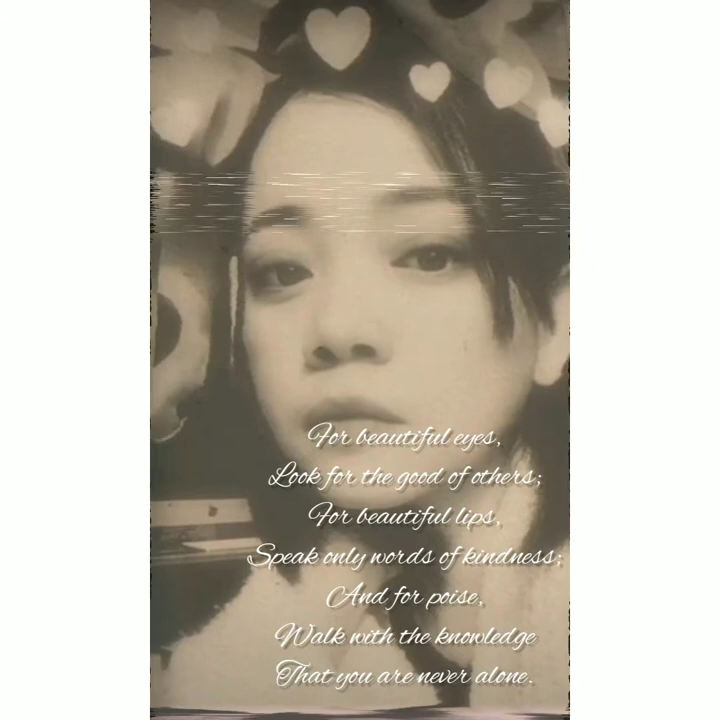 For beautiful eyes,
Look for the good of others;
For beautiful lips,
Speak only words of kindness;
And for poise,
Walk with the knowledge
That you are never alone.